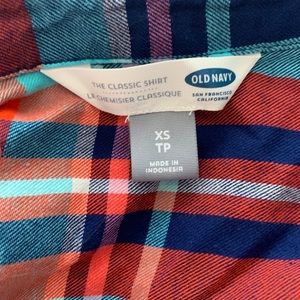 THE CLASSIC SHIRT
LE CHEMISIER CLASSIQUE
OLD NAVY
SAN FRANCISCO
CALIFORNIA
XS
TP
MADE IN
INDONESIA